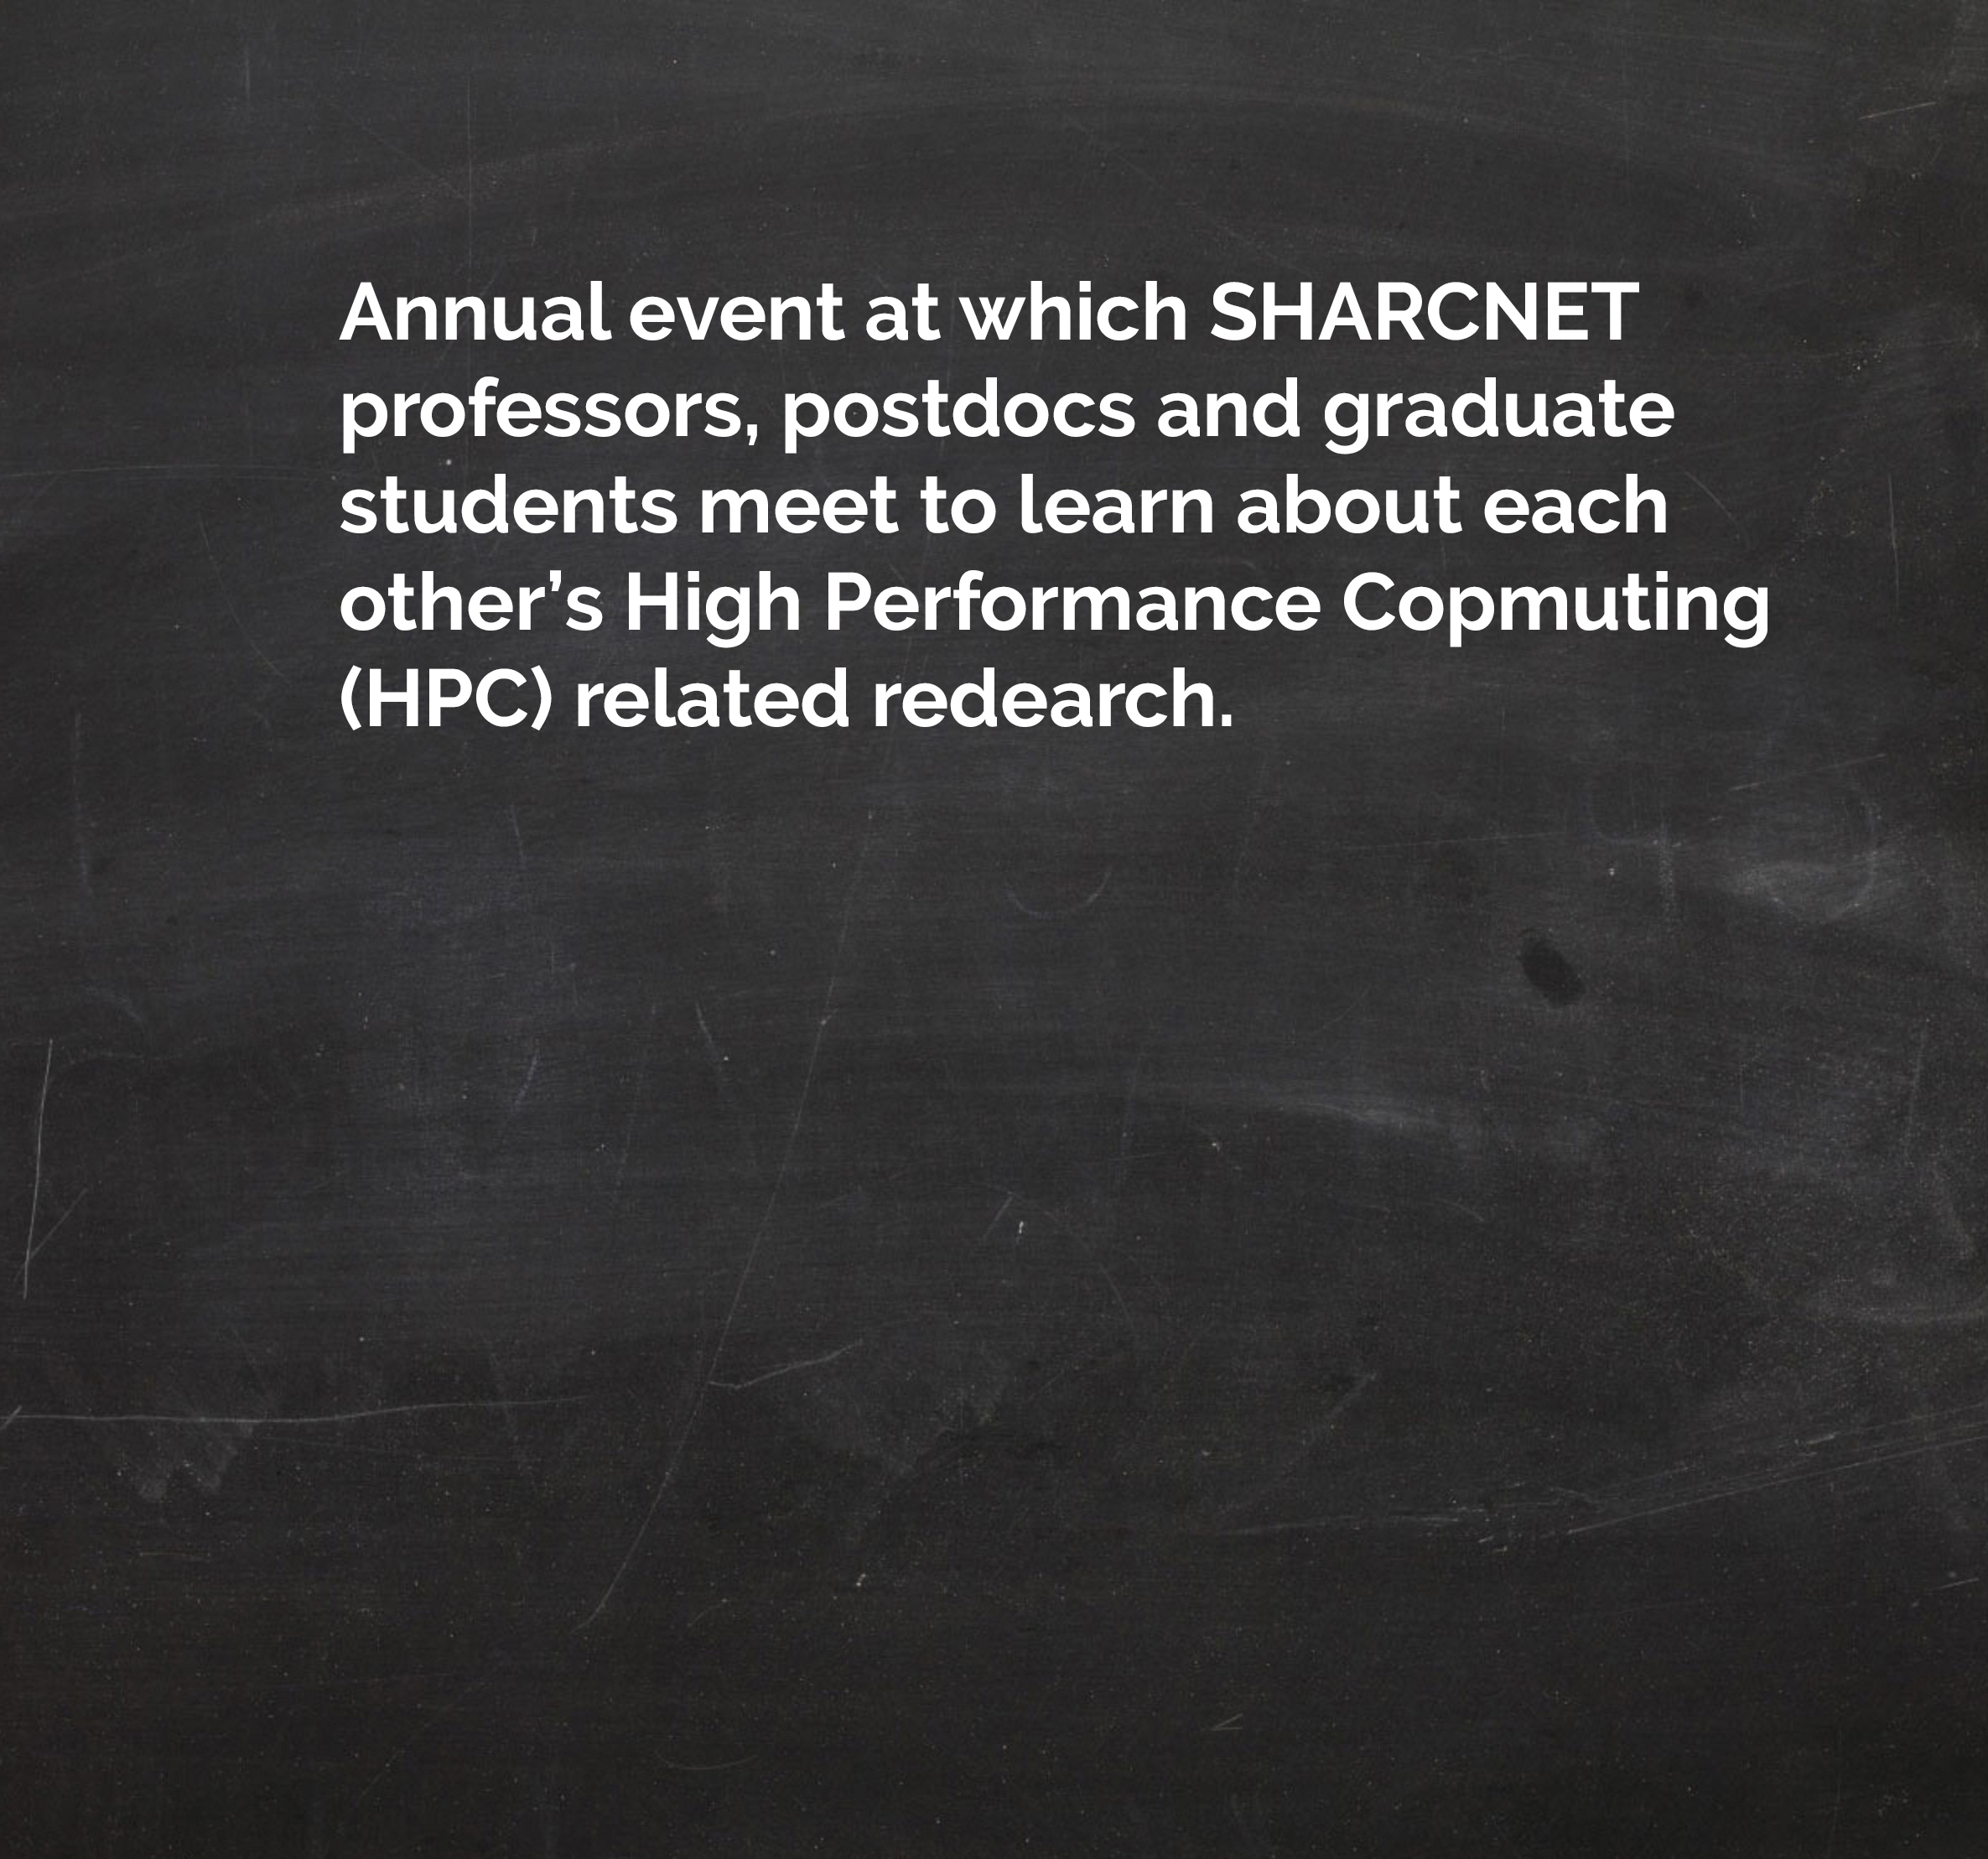 Annual event at which SHARCNET
professors, postdocs and graduate
students meet to learn about each
other’s High Performance Copmuting
(HPC) related redearch.